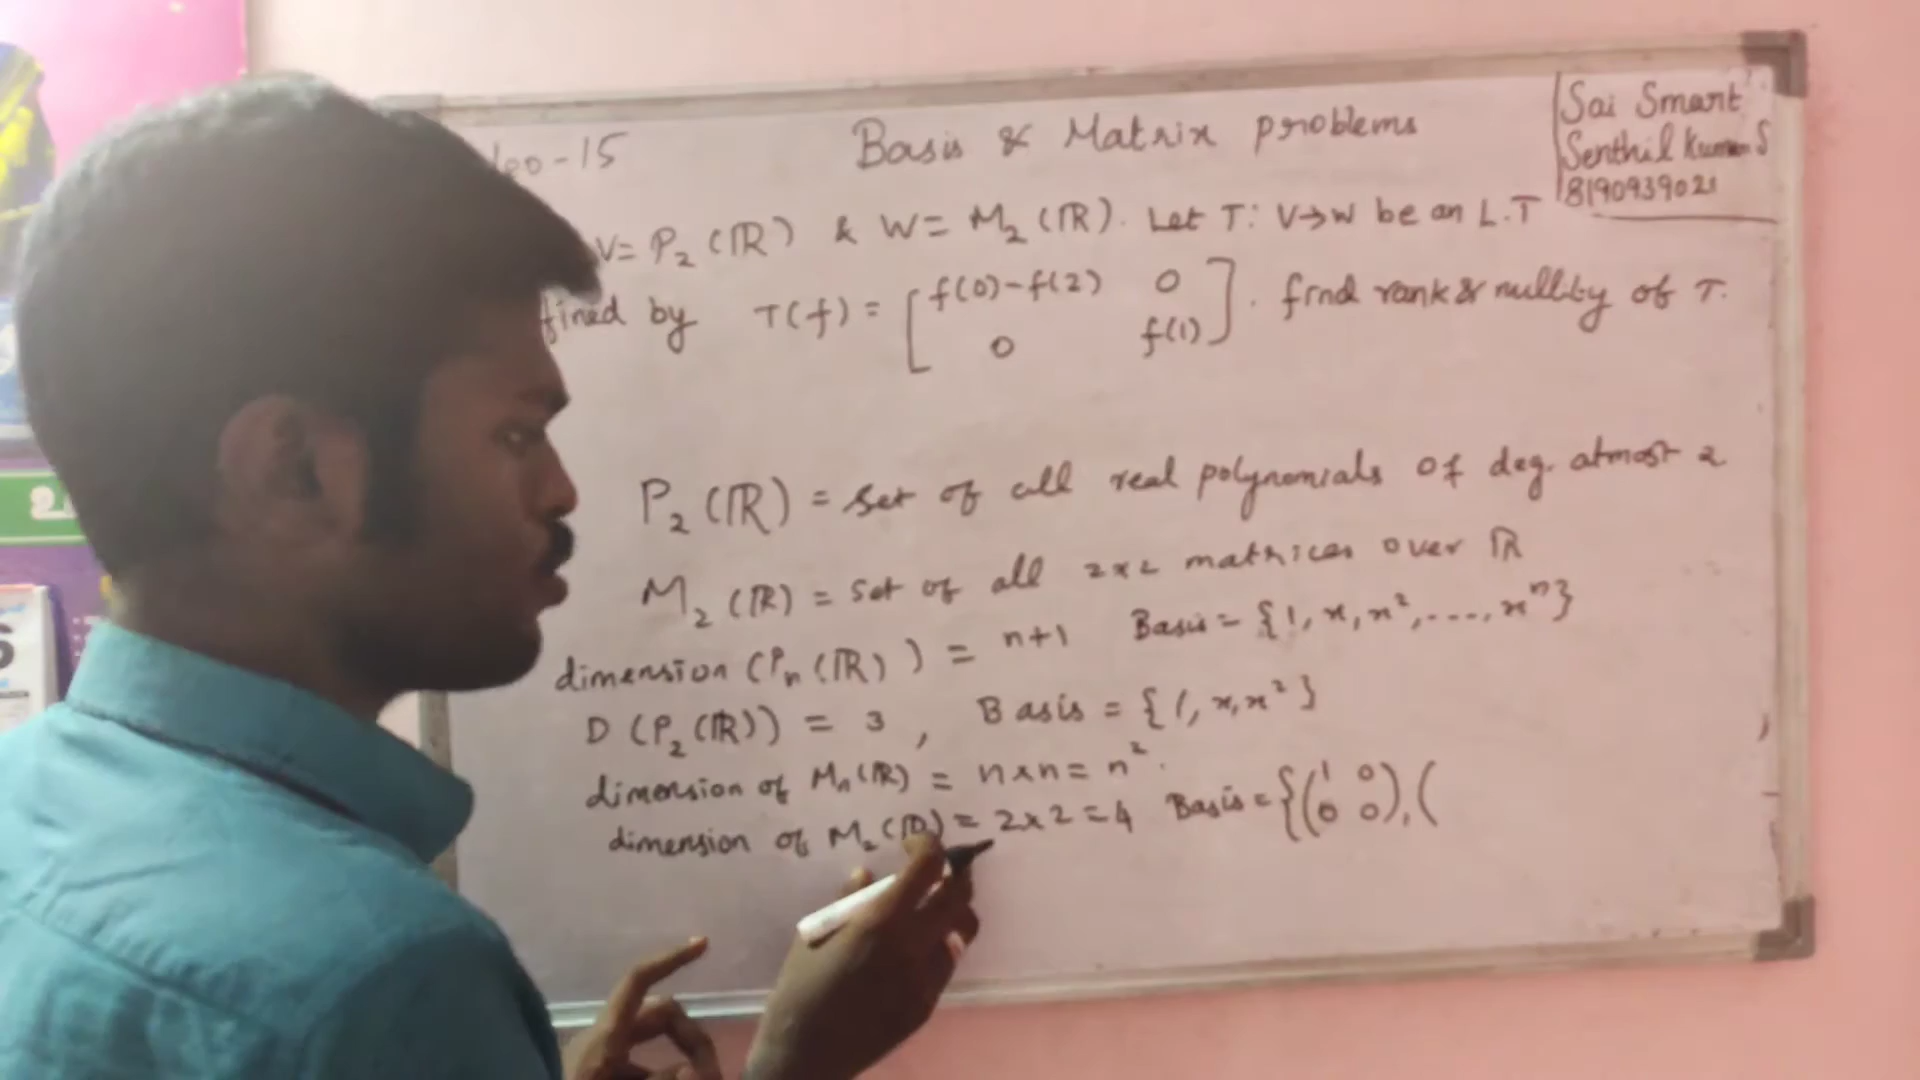 -15 Basis & Matrix problems
Sai Smart
Senthil Kumar S
8190939021
V= P₂ (ℝ) & W= M₂ (ℝ). Let T: V→W be an L.T
fined by T(f) = [f(0)-f(2) 0
0 f(1)] . find rank & nullity of T.
P₂ (ℝ) = set of all real polynomials of deg. atmost 2
M₂ (ℝ) = set of all 2x2 matrices over ℝ
dimension (Pₙ (ℝ)) = n+1 Basis = {1, x, x², ...., xⁿ}
D (P₂ (ℝ)) = 3 , Basis = {1, x, x²}
dimension of Mₙ(ℝ) = n x n = n².
dimension of M₂ (ℝ) = 2 x 2 = 4 Basis = {(1 0
0 0), (